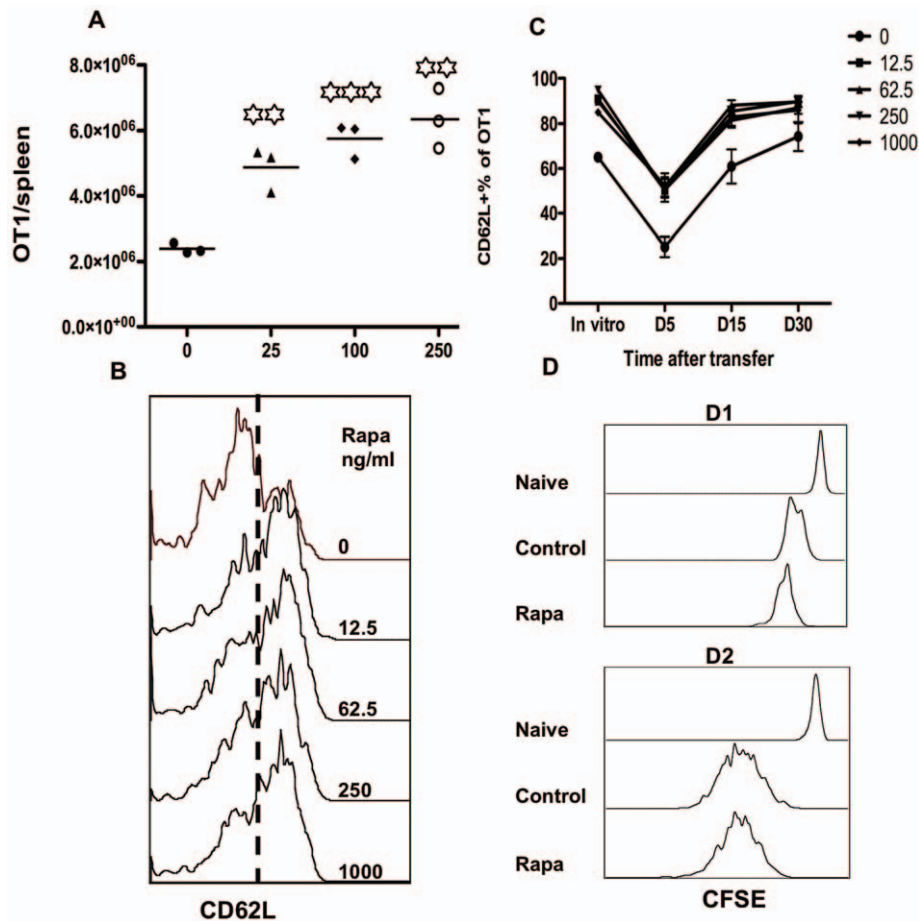 A
8.0×10⁰⁶
6.0×10⁰⁶
4.0×10⁰⁶
2.0×10⁰⁶
0.0×10⁺⁰⁰
OT1/spleen
0 25 100 250
C
0
12.5
62.5
250
1000
100
80
60
40
20
0
CD62L+% of OT1
In vitro D5 D15 D30
Time after transfer
B
Rapa
ng/ml
0
12.5
62.5
250
1000
CD62L
D
D1
Naive
Control
Rapa
D2
Naive
Control
Rapa
CFSE